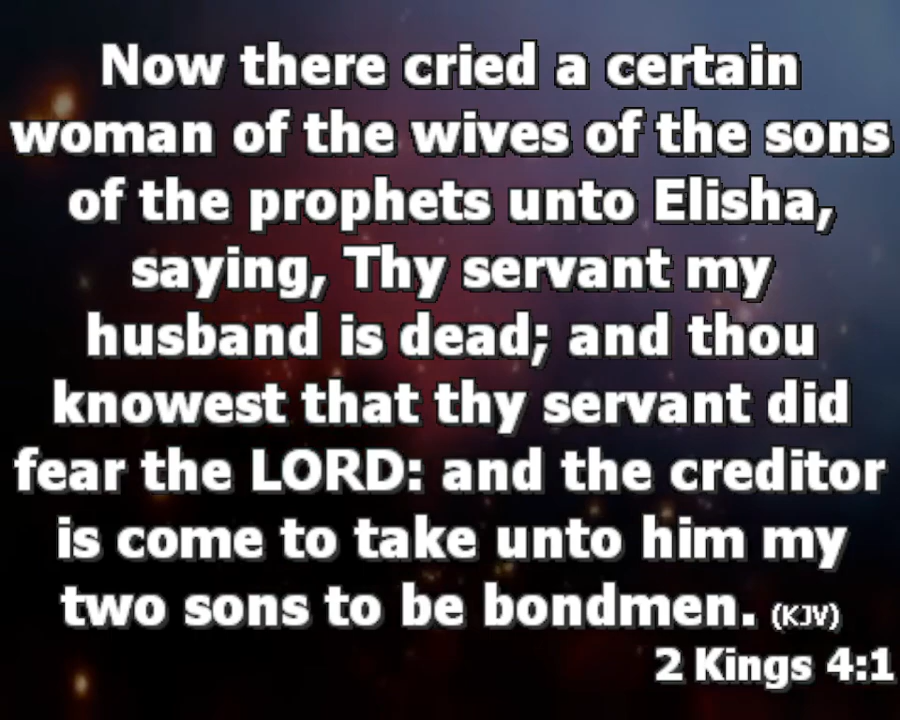 Now there cried a certain
woman of the wives of the sons
of the prophets unto Elisha,
saying, Thy servant my
husband is dead; and thou
knowest that thy servant did
fear the LORD: and the creditor
is come to take unto him my
two sons to be bondmen. (KJV)
2 Kings 4:1